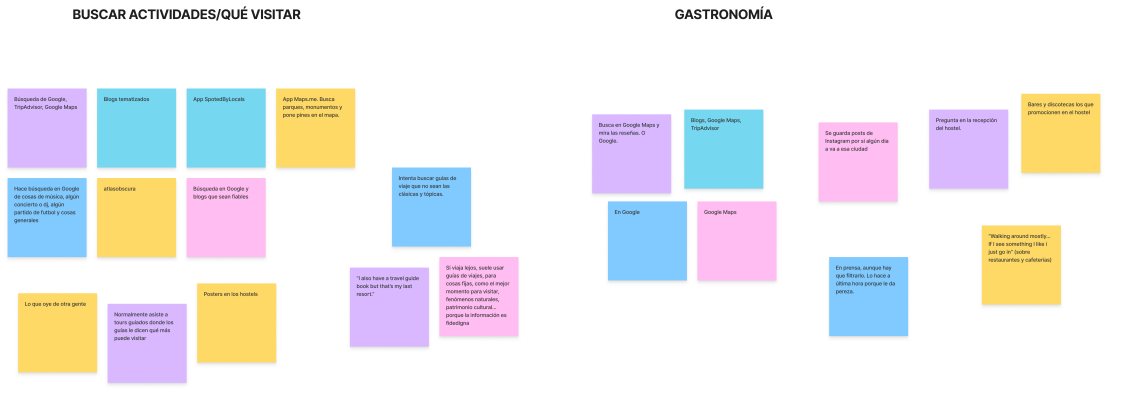 BUSCAR ACTIVIDADES/QUÉ VISITAR
Búsqueda de Google,
TripAdvisor, Google Maps
Blogs tematizados
App SpotedByLocals
App Maps.me. Busca
parques, monumentos y
pone pines en el mapa.
Hace búsqueda en Google
de cosas de música, algún
concierto o dj, algún
partido de futbol y cosas
generales
atlasobscura
Búsqueda en Google y
blogs que sean fiables
Intenta buscar guías de
viaje que no sean las
clásicas y tópicas.
"I also have a travel guide
book but that's my last
resort."
Si viaja lejos, suele usar
guías de viajes, para
cosas fijas, como el mejor
momento para visitar,
fenómenos naturales,
patrimonio cultural...
porque la información es
fidedigna
Lo que oye de otra gente
Normalmente asiste a
tours guiados donde los
guías le dicen qué más
puede visitar
Posters en los hostels
GASTRONOMÍA
Busca en Google Maps y
mira las reseñas. O
Google.
Blogs, Google Maps,
TripAdvisor
En Google
Google Maps
Se guarda posts de
Instagram por si algún día
a va a esa ciudad
En prensa, aunque hay
que filtrarlo. Lo hace a
última hora porque le da
pereza.
Pregunta en la recepción
del hostel.
Bares y discotecas los que
promocionen en el hostel
"Walking around mostly...
If I see something I like I
just go in" (sobre
restaurantes y cafeterías)